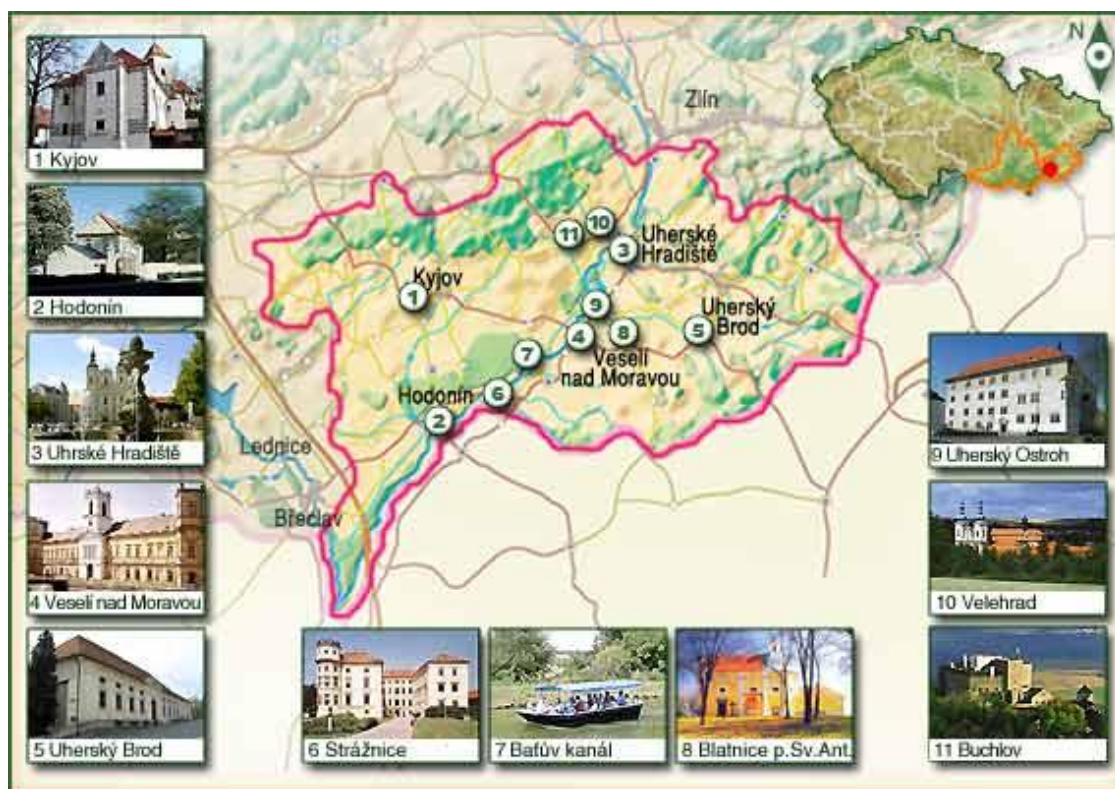 N
Zlín
1 Kyjov
11
10
3
Uherské
Hradiště
Kyjov
1
2 Hodonín
9
Uherský
Brod
5
4
8
Veselí
nad Moravou
7
6
Hodonín
2
3 Uhrské Hradiště
Lednice
9 Uherský Ostroh
Břeclav
4 Veselí nad Moravou
10 Velehrad
5 Uherský Brod
6 Strážnice
7 Baťův kanál
8 Blatnice p.Sv.Ant.
11 Buchlov